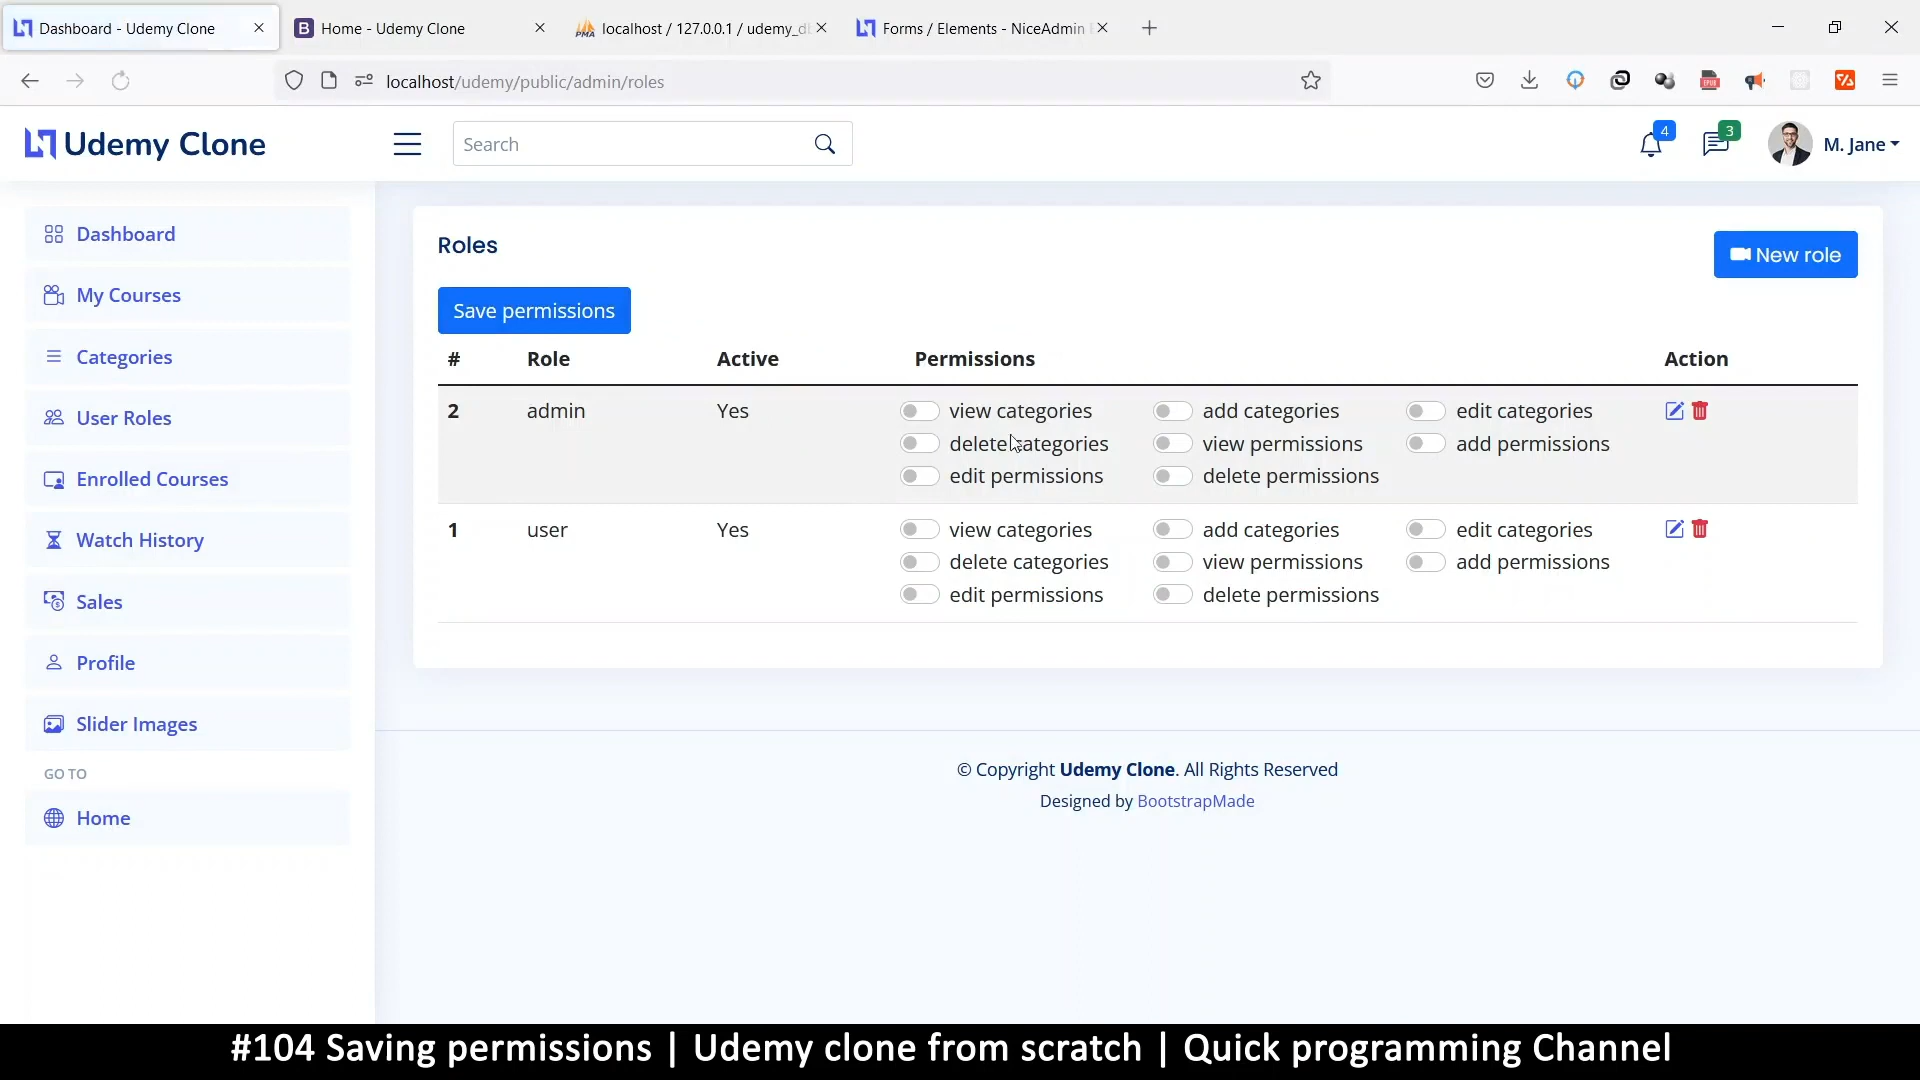 Dashboard - Udemy Clone
Home - Udemy Clone
localhost / 127.0.0.1 / udemy_d
Forms / Elements - NiceAdmin
localhost/udemy/public/admin/roles
Udemy Clone
Search
4
3
M. Jane
Dashboard
My Courses
Categories
User Roles
Enrolled Courses
Watch History
Sales
Profile
Slider Images
GO TO
Home
Roles
New role
Save permissions
# Role Active Permissions Action
2 admin Yes view categories add categories edit categories
delete categories view permissions add permissions
edit permissions delete permissions
1 user Yes view categories add categories edit categories
delete categories view permissions add permissions
edit permissions delete permissions
© Copyright Udemy Clone. All Rights Reserved
Designed by BootstrapMade
#104 Saving permissions | Udemy clone from scratch | Quick programming Channel